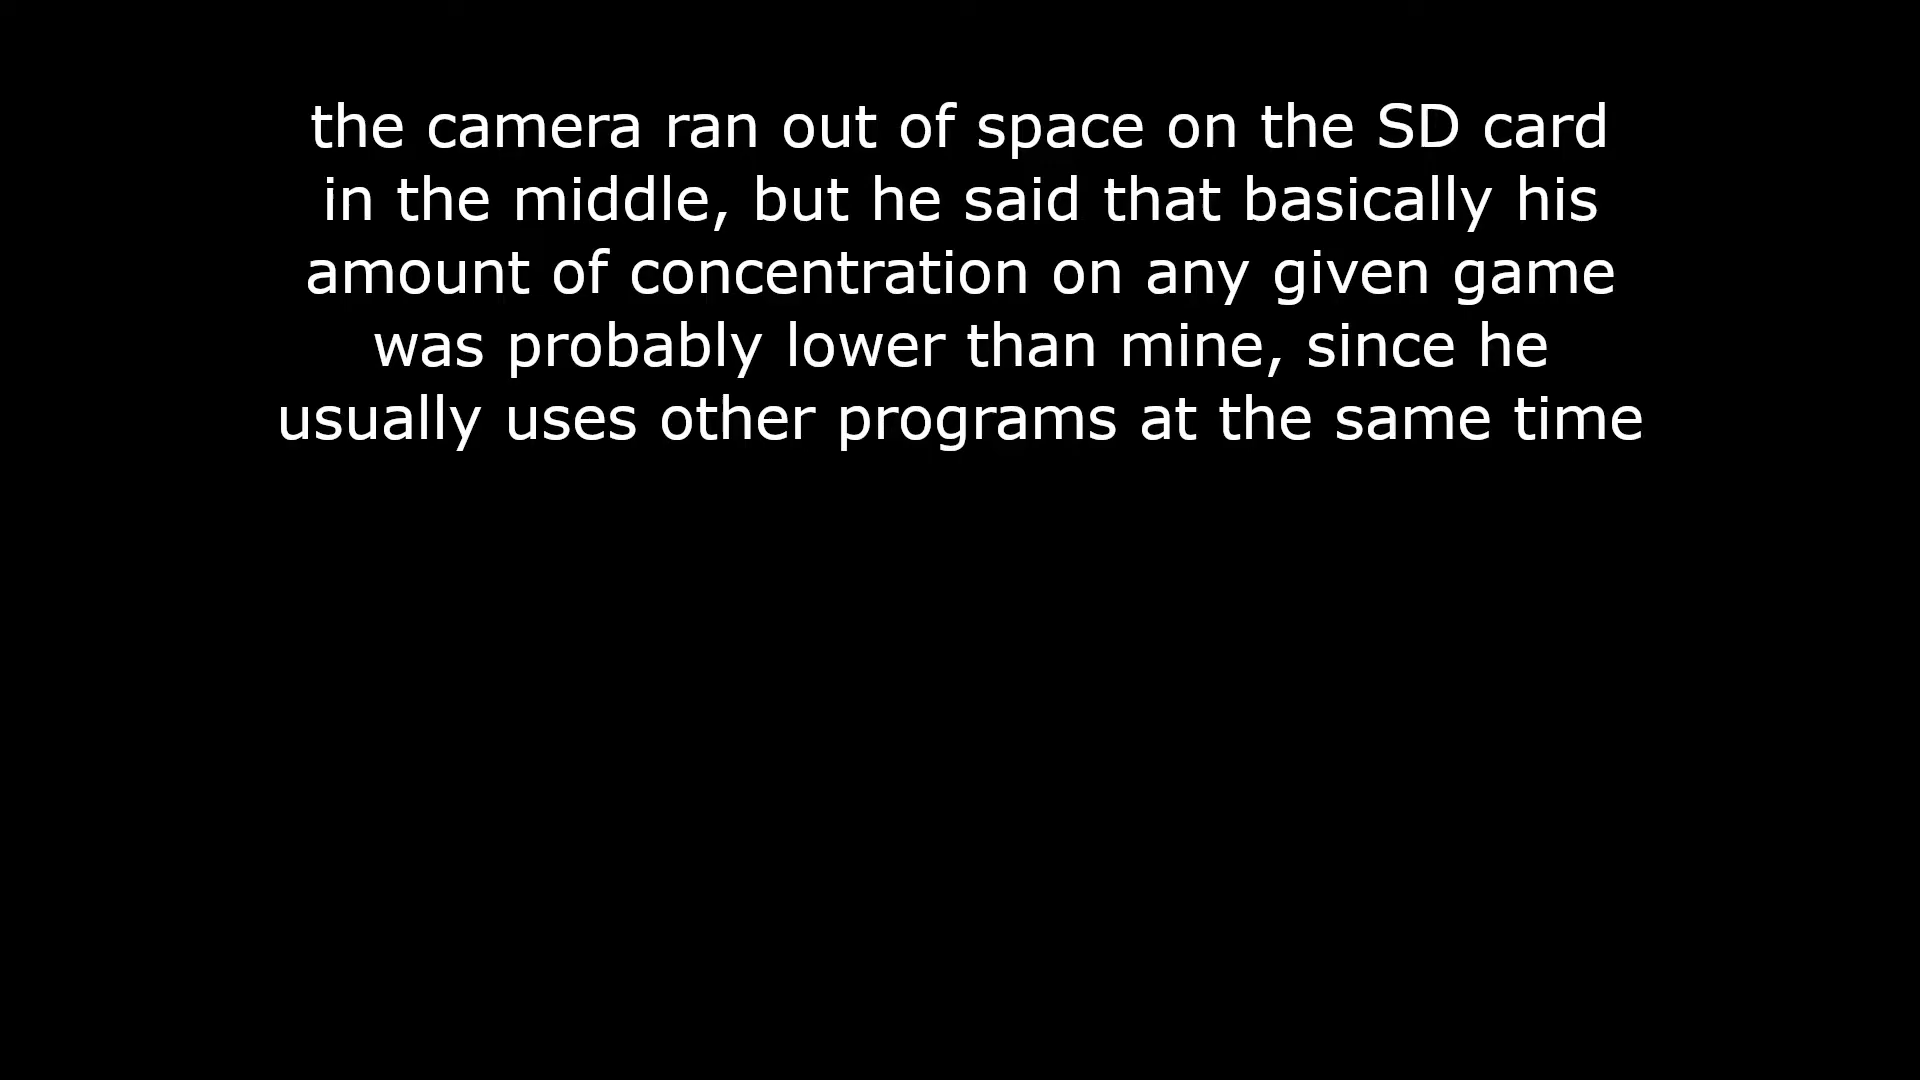 the camera ran out of space on the SD card
in the middle, but he said that basically his
amount of concentration on any given game
was probably lower than mine, since he
usually uses other programs at the same time